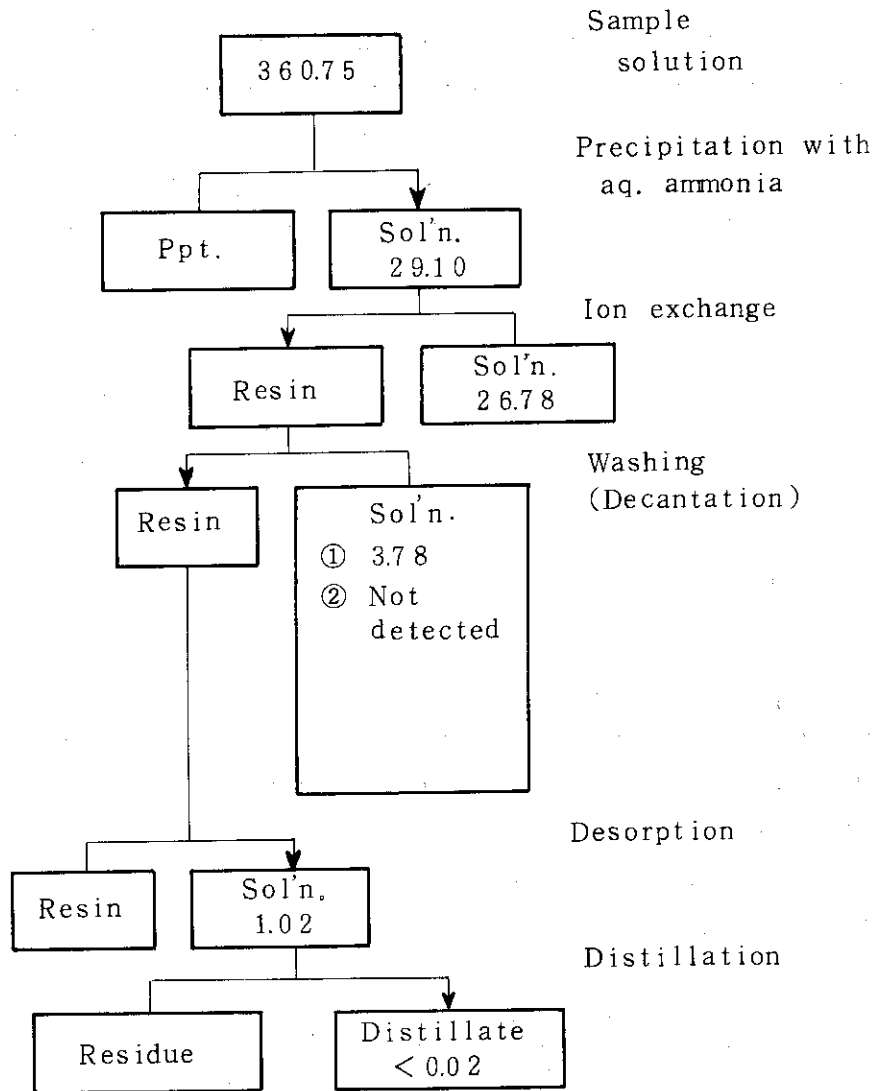 Sample
solution
360.75
Precipitation with
aq. ammonia
Ppt.
Sol'n.
29.10
Ion exchange
Resin
Sol'n.
26.78
Washing
(Decantation)
Resin
Sol'n.
① 3.78
② Not
detected
Desorption
Resin
Sol'n.
1.02
Distillation
Residue
Distillate
< 0.02